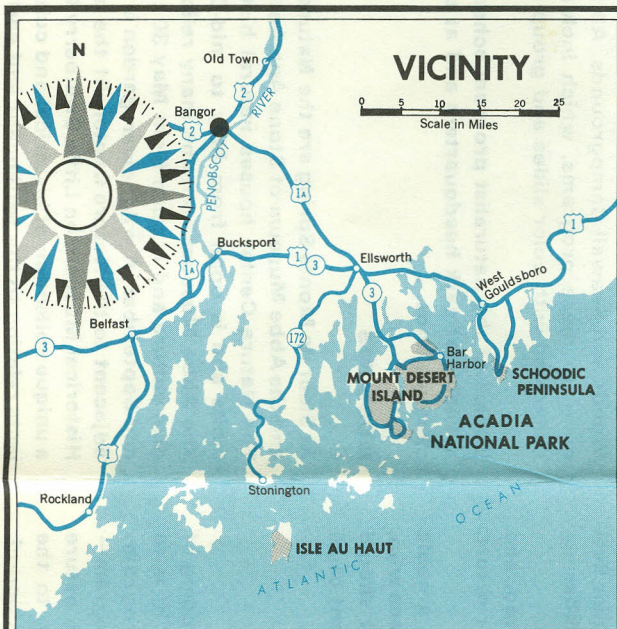 N
VICINITY
0 5 10 15 20 25
Scale in Miles
Old Town
2
RIVER
Bangor
2
PENOBSCOT
1A
1
Bucksport
1
3
Ellsworth
1A
3
West
Gouldsboro
Belfast
3
172
Bar
Harbor
MOUNT DESERT
ISLAND
SCHOODIC
PENINSULA
ACADIA
NATIONAL PARK
1
Rockland
Stonington
OCEAN
ISLE AU HAUT
ATLANTIC